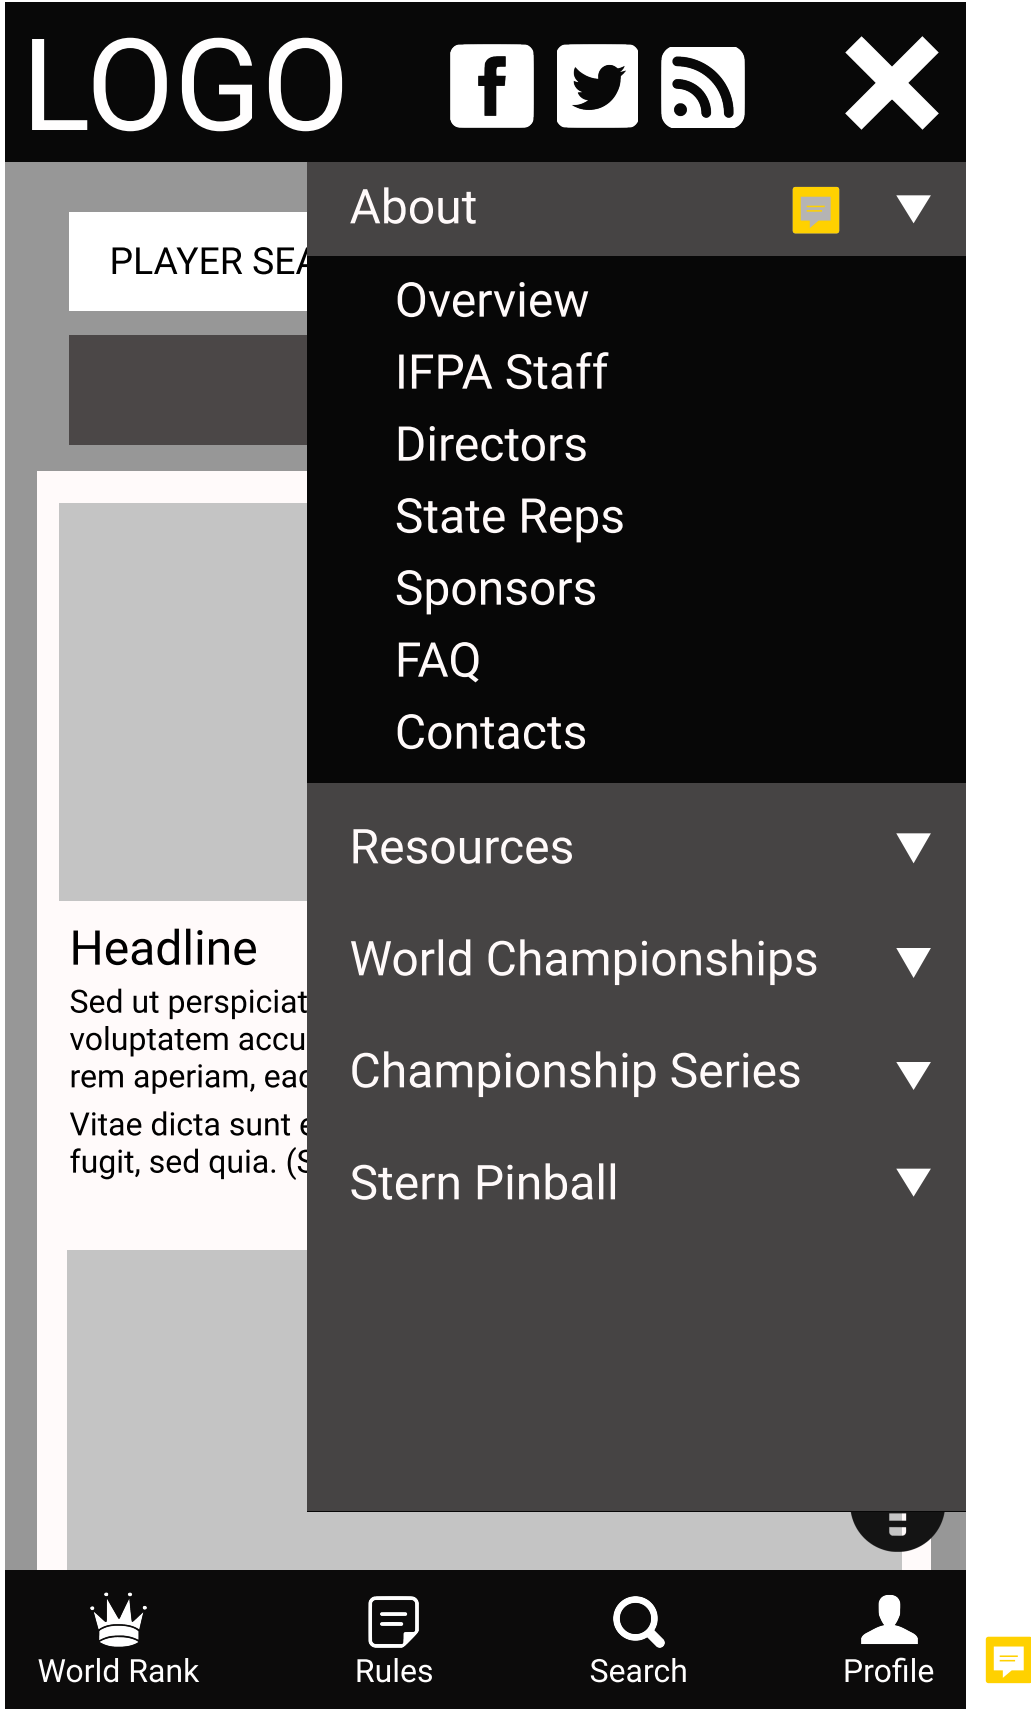 LOGO
About
PLAYER SEA
Overview
IFPA Staff
Directors
State Reps
Sponsors
FAQ
Contacts
Resources
World Championships
Championship Series
Stern Pinball
Headline
Sed ut perspiciat
voluptatem accu
rem aperiam, eac
Vitae dicta sunt e
fugit, sed quia. (S
World Rank
Rules
Search
Profile